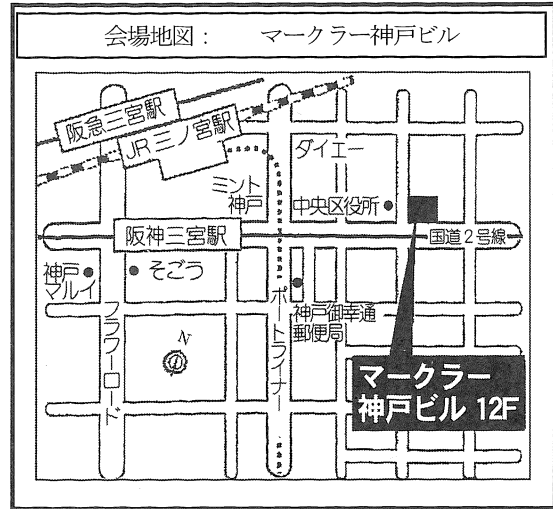 会場地図： マークラー神戸ビル
阪急三宮駅
JR三ノ宮駅
ダイエー
ミント
神戸
中央区役所
阪神三宮駅
国道2号線
神戸
マルイ
そごう
フラワーロード
ポートライナー
神戸御幸通
郵便局
N
マークラー
神戸ビル 12F